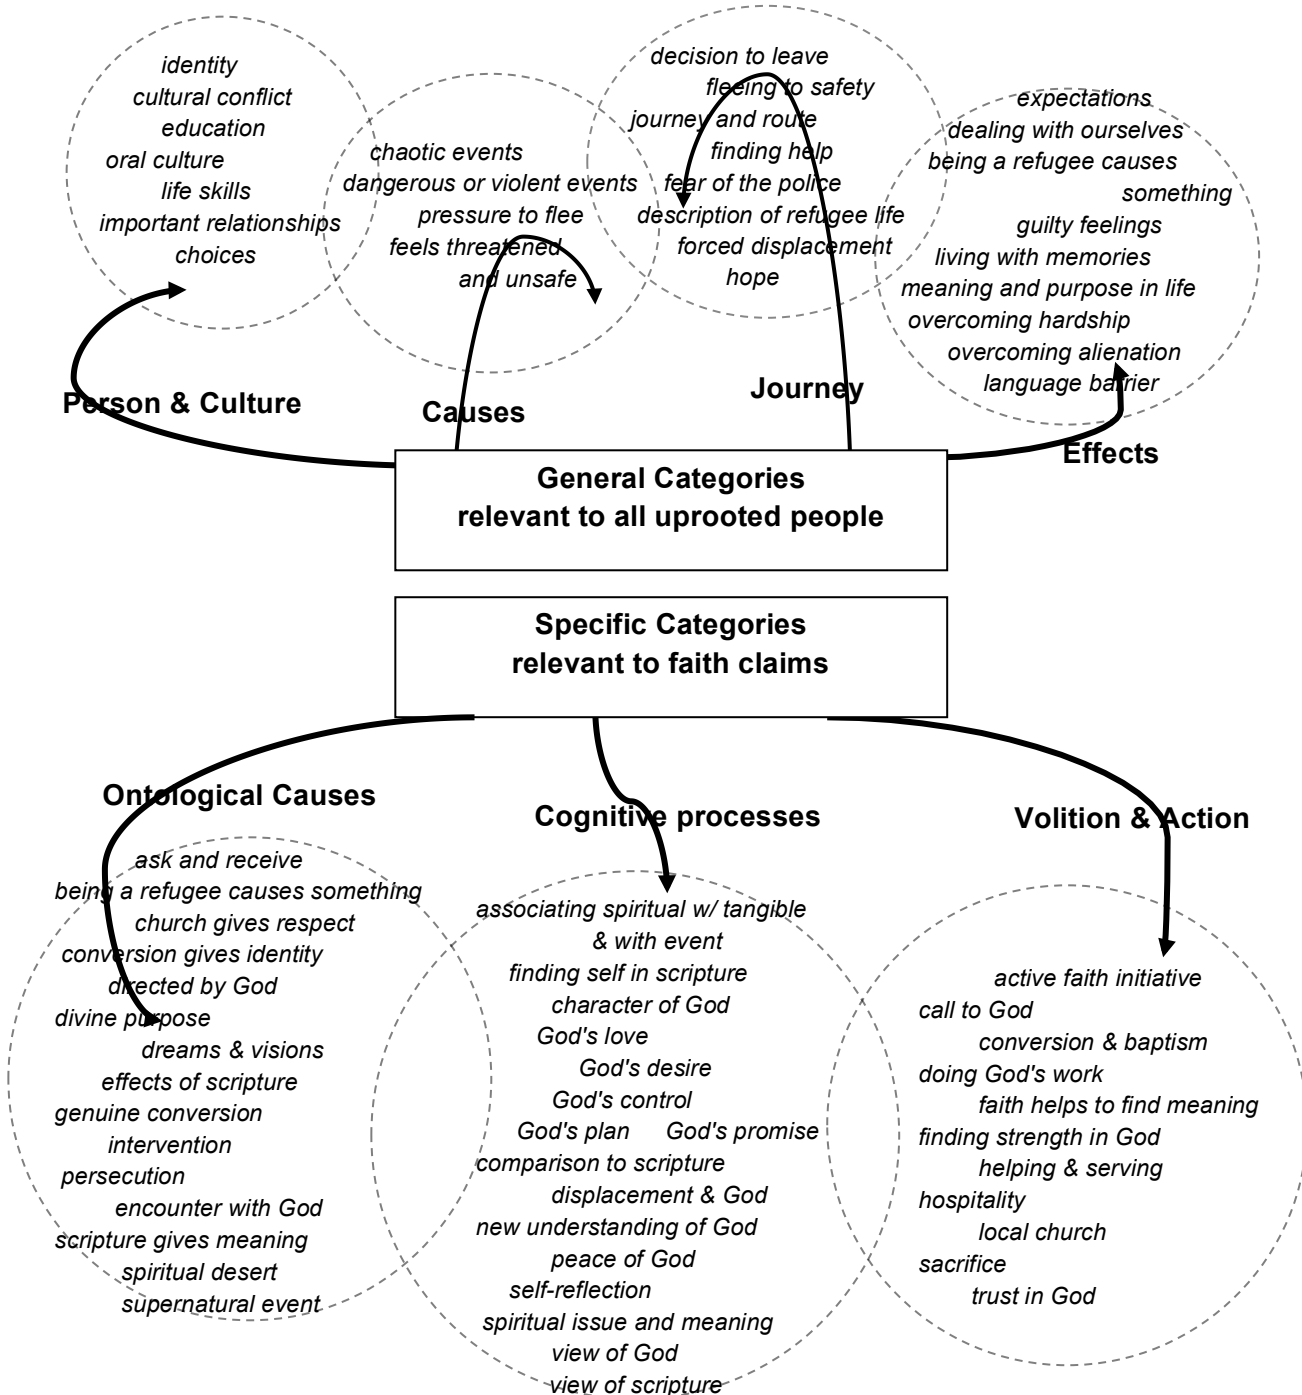 identity
cultural conflict
education
oral culture
life skills
important relationships
choices
chaotic events
dangerous or violent events
pressure to flee
feels threatened
and unsafe
decision to leave
fleeing to safety
journey and route
finding help
fear of the police
description of refugee life
forced displacement
hope
expectations
dealing with ourselves
being a refugee causes
something
guilty feelings
living with memories
meaning and purpose in life
overcoming hardship
overcoming alienation
language barrier
Person & Culture
Causes
Journey
Effects
General Categories
relevant to all uprooted people
Specific Categories
relevant to faith claims
Ontological Causes
Cognitive processes
Volition & Action
ask and receive
being a refugee causes something
church gives respect
conversion gives identity
directed by God
divine purpose
dreams & visions
effects of scripture
genuine conversion
intervention
persecution
encounter with God
scripture gives meaning
spiritual desert
supernatural event
associating spiritual w/ tangible
& with event
finding self in scripture
character of God
God's love
God's desire
God's control
God's plan God's promise
comparison to scripture
displacement & God
new understanding of God
peace of God
self-reflection
spiritual issue and meaning
view of God
view of scripture
active faith initiative
call to God
conversion & baptism
doing God's work
faith helps to find meaning
finding strength in God
helping & serving
hospitality
local church
sacrifice
trust in God